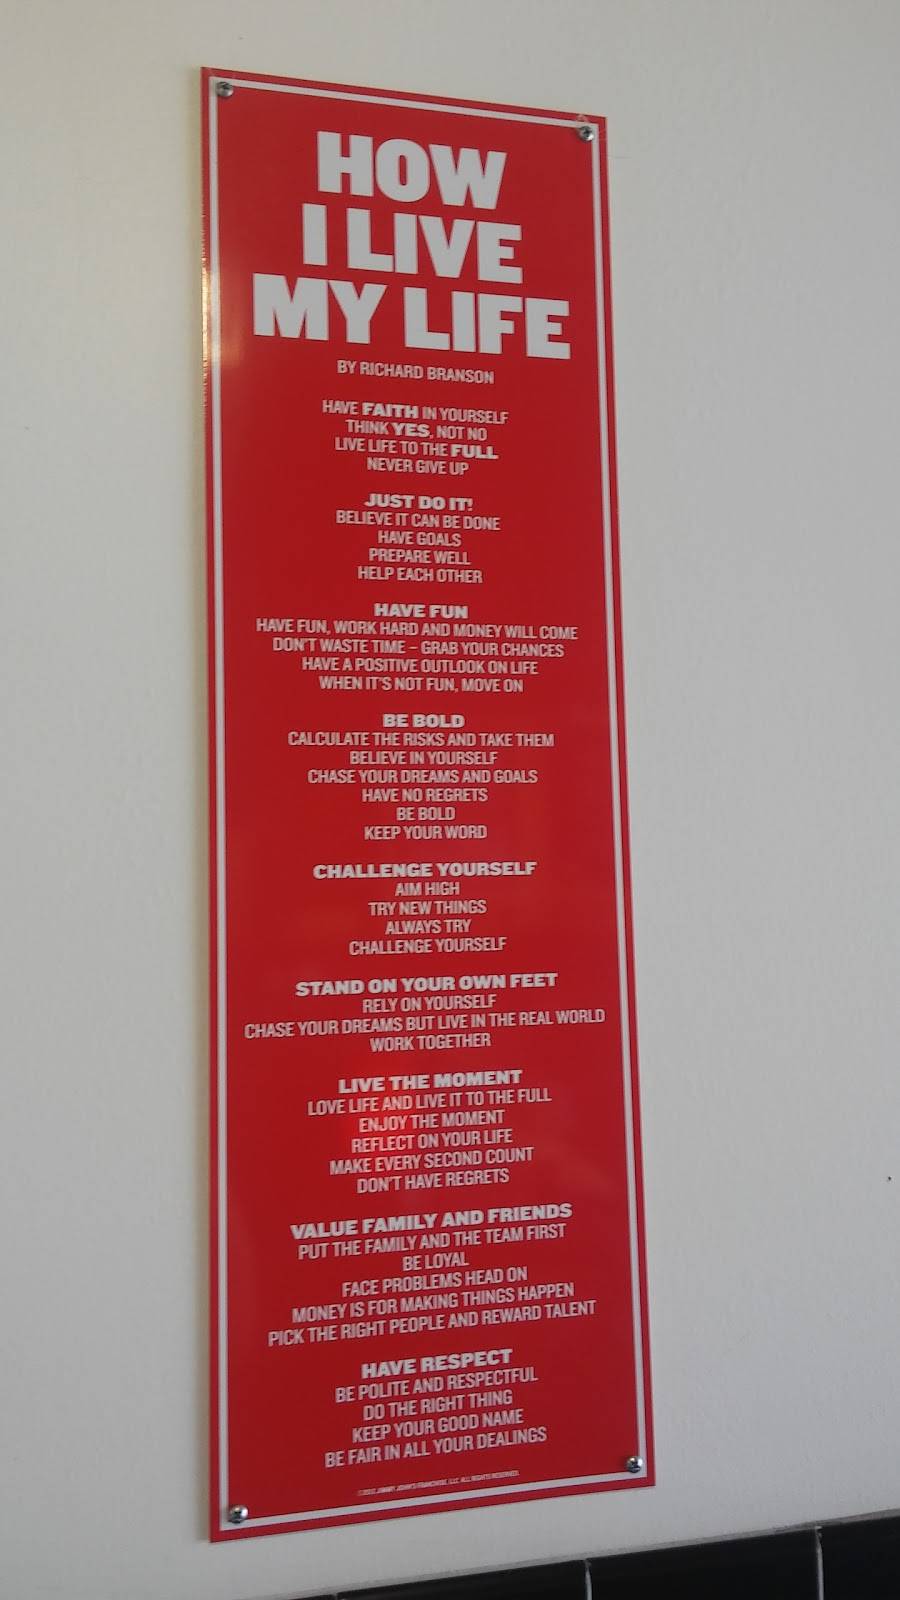 HOW
I LIVE
MY LIFE
BY RICHARD BRANSON
HAVE FAITH IN YOURSELF
THINK YES, NOT NO
LIVE LIFE TO THE FULL
NEVER GIVE UP
JUST DO IT!
BELIEVE IT CAN BE DONE
HAVE GOALS
PREPARE WELL
HELP EACH OTHER
HAVE FUN
HAVE FUN, WORK HARD AND MONEY WILL COME
DON'T WASTE TIME – GRAB YOUR CHANCES
HAVE A POSITIVE OUTLOOK ON LIFE
WHEN IT'S NOT FUN, MOVE ON
BE BOLD
CALCULATE THE RISKS AND TAKE THEM
BELIEVE IN YOURSELF
CHASE YOUR DREAMS AND GOALS
HAVE NO REGRETS
BE BOLD
KEEP YOUR WORD
CHALLENGE YOURSELF
AIM HIGH
TRY NEW THINGS
ALWAYS TRY
CHALLENGE YOURSELF
STAND ON YOUR OWN FEET
RELY ON YOURSELF
CHASE YOUR DREAMS BUT LIVE IN THE REAL WORLD
WORK TOGETHER
LIVE THE MOMENT
LOVE LIFE AND LIVE IT TO THE FULL
ENJOY THE MOMENT
REFLECT ON YOUR LIFE
MAKE EVERY SECOND COUNT
DON'T HAVE REGRETS
VALUE FAMILY AND FRIENDS
PUT THE FAMILY AND THE TEAM FIRST
BE LOYAL
FACE PROBLEMS HEAD ON
MONEY IS FOR MAKING THINGS HAPPEN
PICK THE RIGHT PEOPLE AND REWARD TALENT
HAVE RESPECT
BE POLITE AND RESPECTFUL
DO THE RIGHT THING
KEEP YOUR GOOD NAME
BE FAIR IN ALL YOUR DEALINGS
JIMMY JOHN'S FRANCHISE, LLC ALL RIGHTS RESERVED.